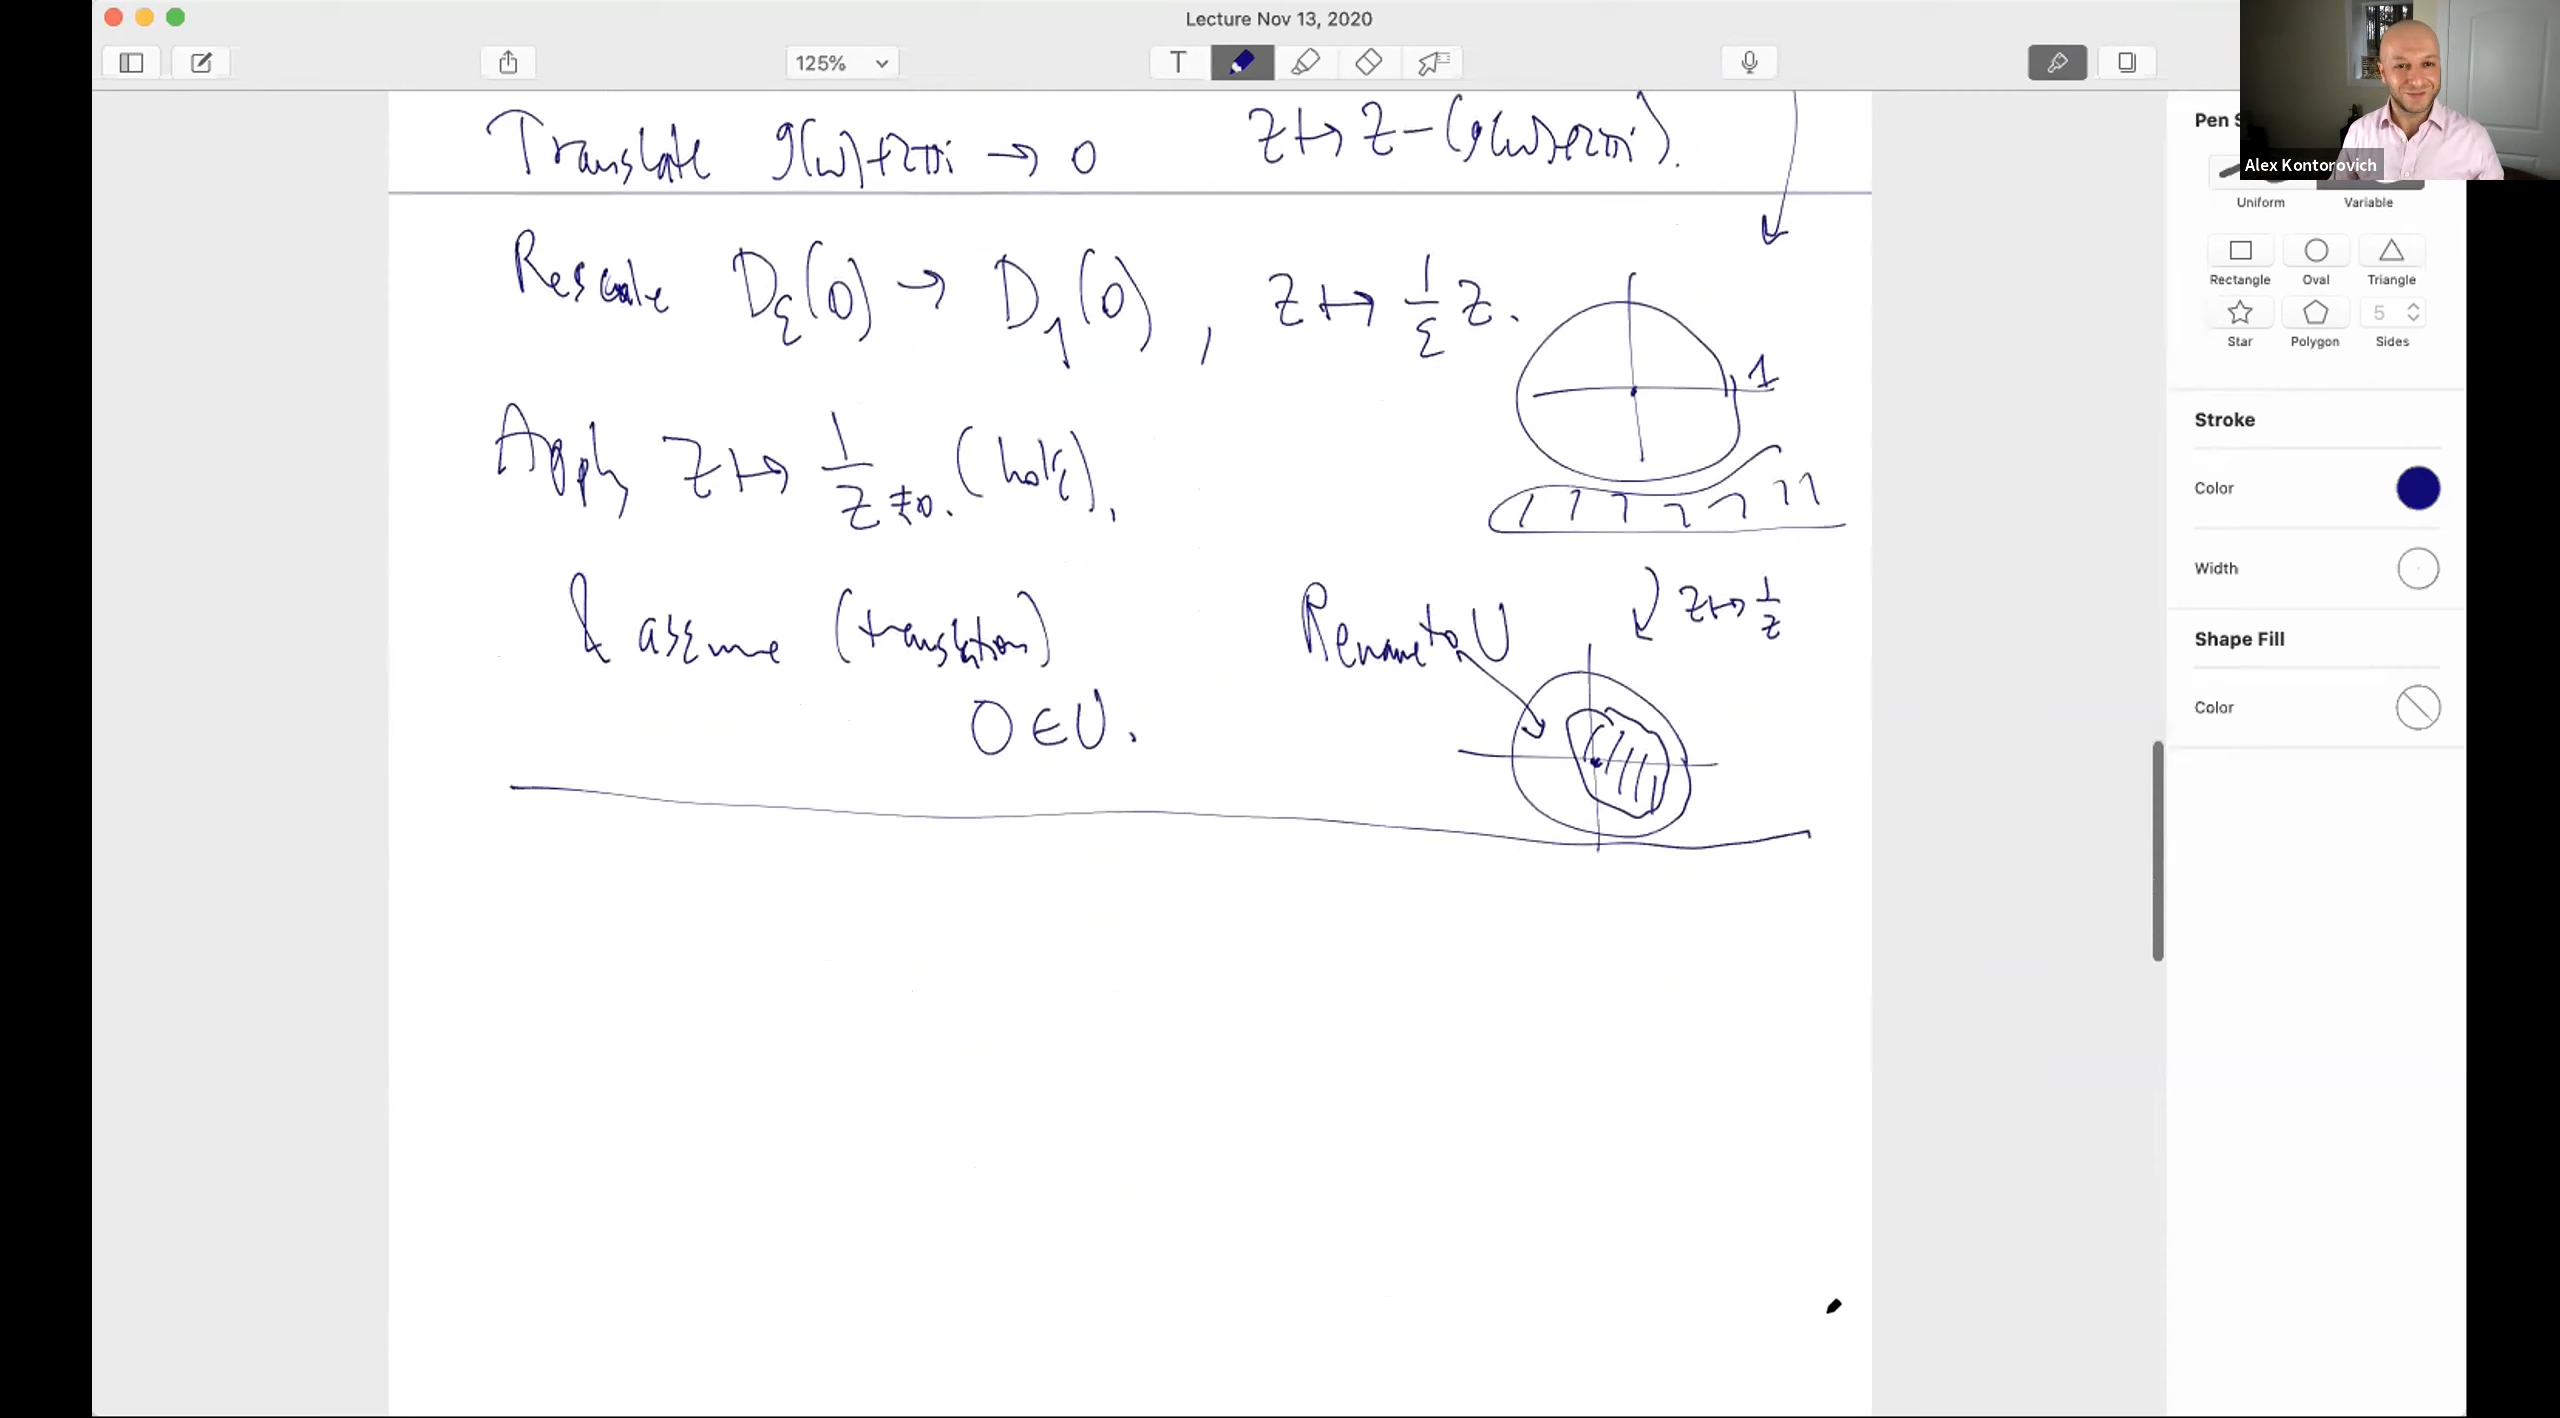 Lecture Nov 13, 2020
125%
T
Alex Kontorovich
Pen S
Uniform Variable
Rectangle Oval Triangle
5
Star Polygon Sides
Stroke
Color
Width
Shape Fill
Color
Translate g(w)+2πi → 0 z ↦ z − (g(w)+2πi).
Rescale D_ε(0) → D_1(0), z ↦ 1/ε z.
1
Apply z ↦ 1/z ≠0. (hol'c),
z ↦ 1/z
& assume (translation) Rename to U
0 ∈ U.